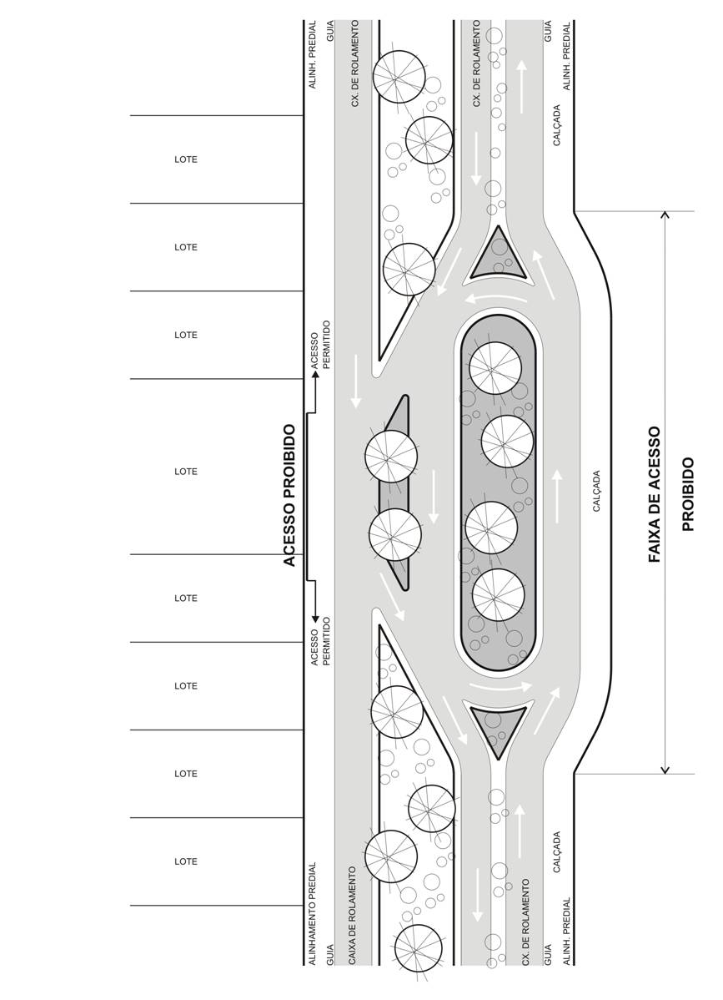 ALINH. PREDIAL
GUIA
CX. DE ROLAMENTO
CX. DE ROLAMENTO
GUIA
ALINH. PREDIAL
CALÇADA
LOTE
LOTE
LOTE
ACESSO
PERMITIDO
LOTE
ACESSO PROIBIDO
CALÇADA
FAIXA DE ACESSO
PROIBIDO
LOTE
ACESSO
PERMITIDO
LOTE
LOTE
LOTE
ALINHAMENTO PREDIAL
GUIA
CAIXA DE ROLAMENTO
CX. DE ROLAMENTO
GUIA
CALÇADA
ALINH. PREDIAL